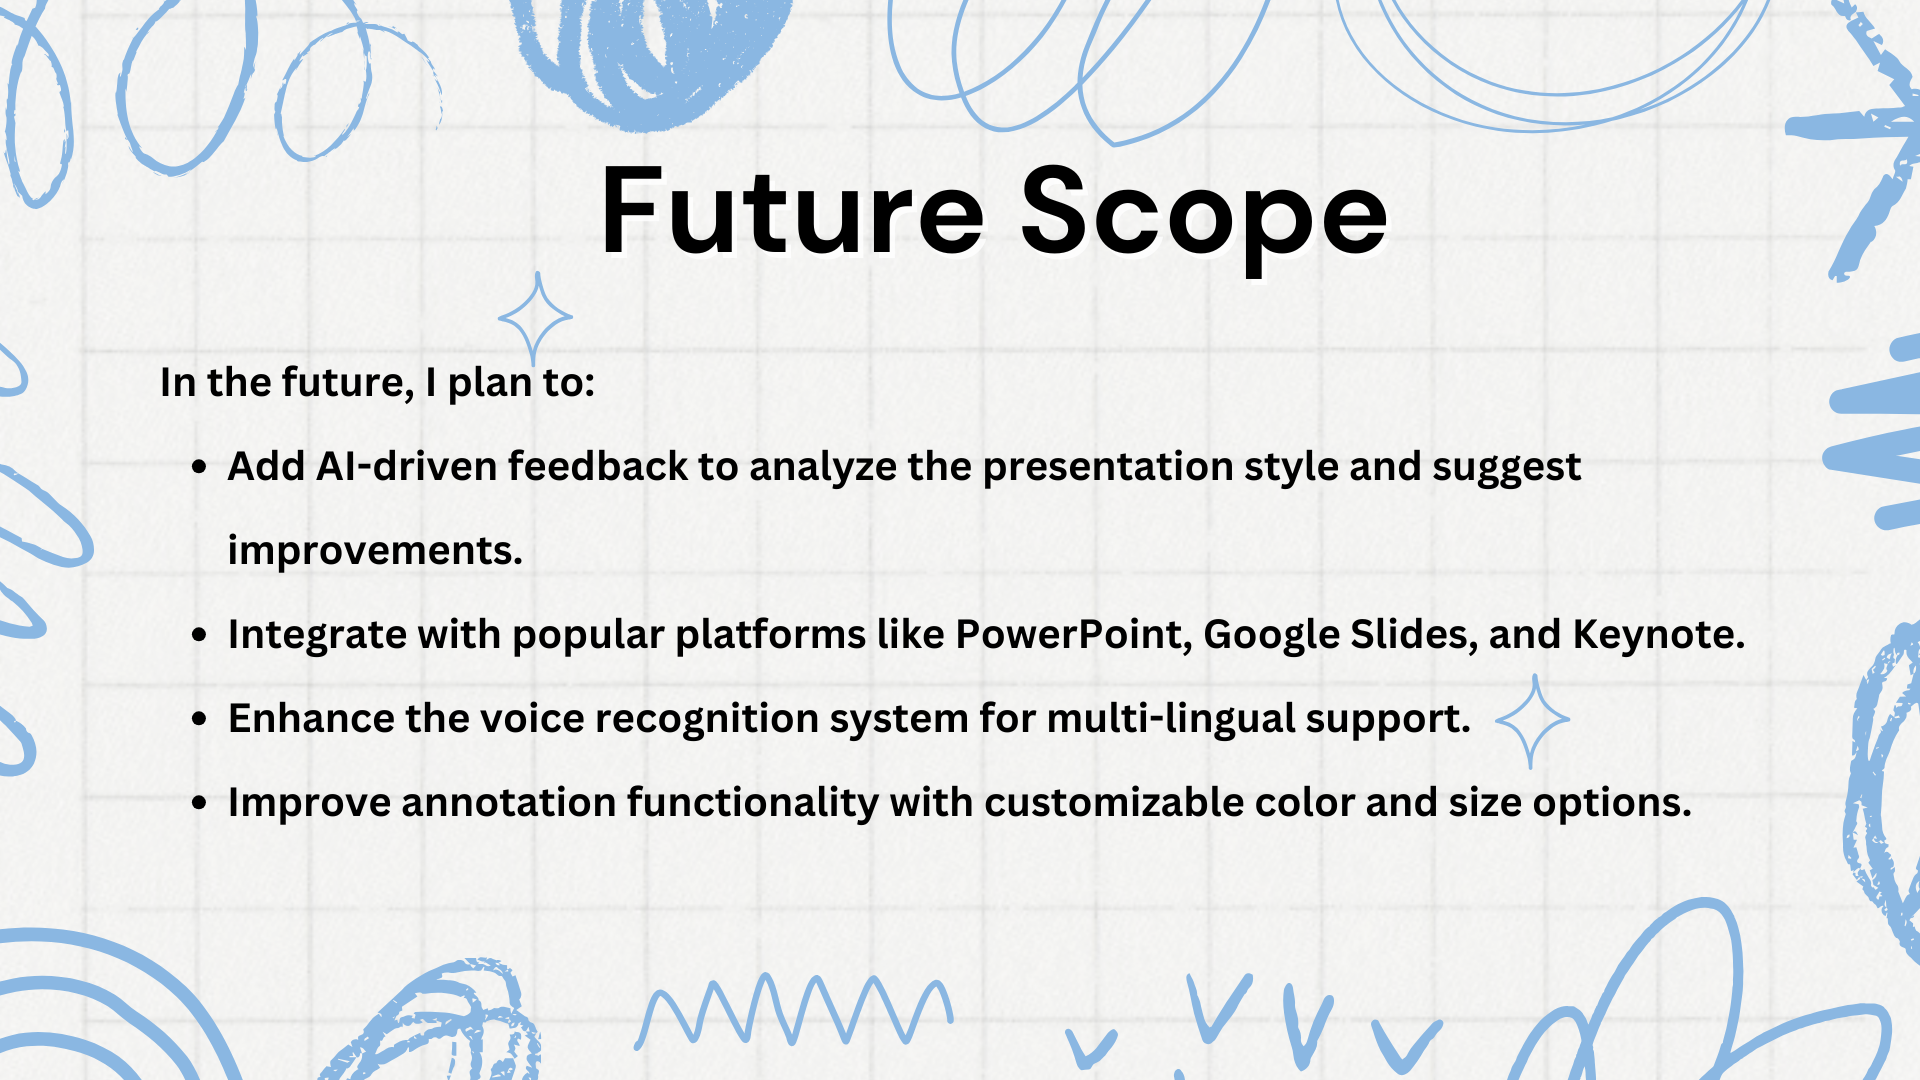 Future Scope
In the future, I plan to:
• Add AI-driven feedback to analyze the presentation style and suggest
improvements.
• Integrate with popular platforms like PowerPoint, Google Slides, and Keynote.
• Enhance the voice recognition system for multi-lingual support.
• Improve annotation functionality with customizable color and size options.